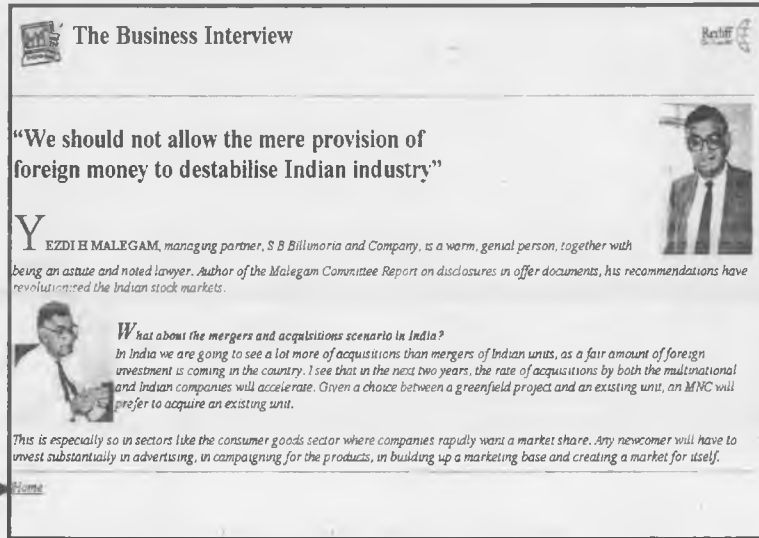 The Business Interview
Rediff
“We should not allow the mere provision of
foreign money to destabilise Indian industry”
YEZDI H MALEGAM, managing partner, S B Billimoria and Company, is a warm, genial person, together with
being an astute and noted lawyer. Author of the Malegam Committee Report on disclosures in offer documents, his recommendations have
revolutionized the Indian stock markets.
What about the mergers and acquisitions scenario in India?
In India we are going to see a lot more of acquisitions than mergers of Indian units, as a fair amount of foreign
investment is coming in the country. I see that in the next two years, the rate of acquisitions by both the multinational
and Indian companies will accelerate. Given a choice between a greenfield project and an existing unit, an MNC will
prefer to acquire an existing unit.
This is especially so in sectors like the consumer goods sector where companies rapidly want a market share. Any newcomer will have to
invest substantially in advertising, in campaigning for the products, in building up a marketing base and creating a market for itself.
Home